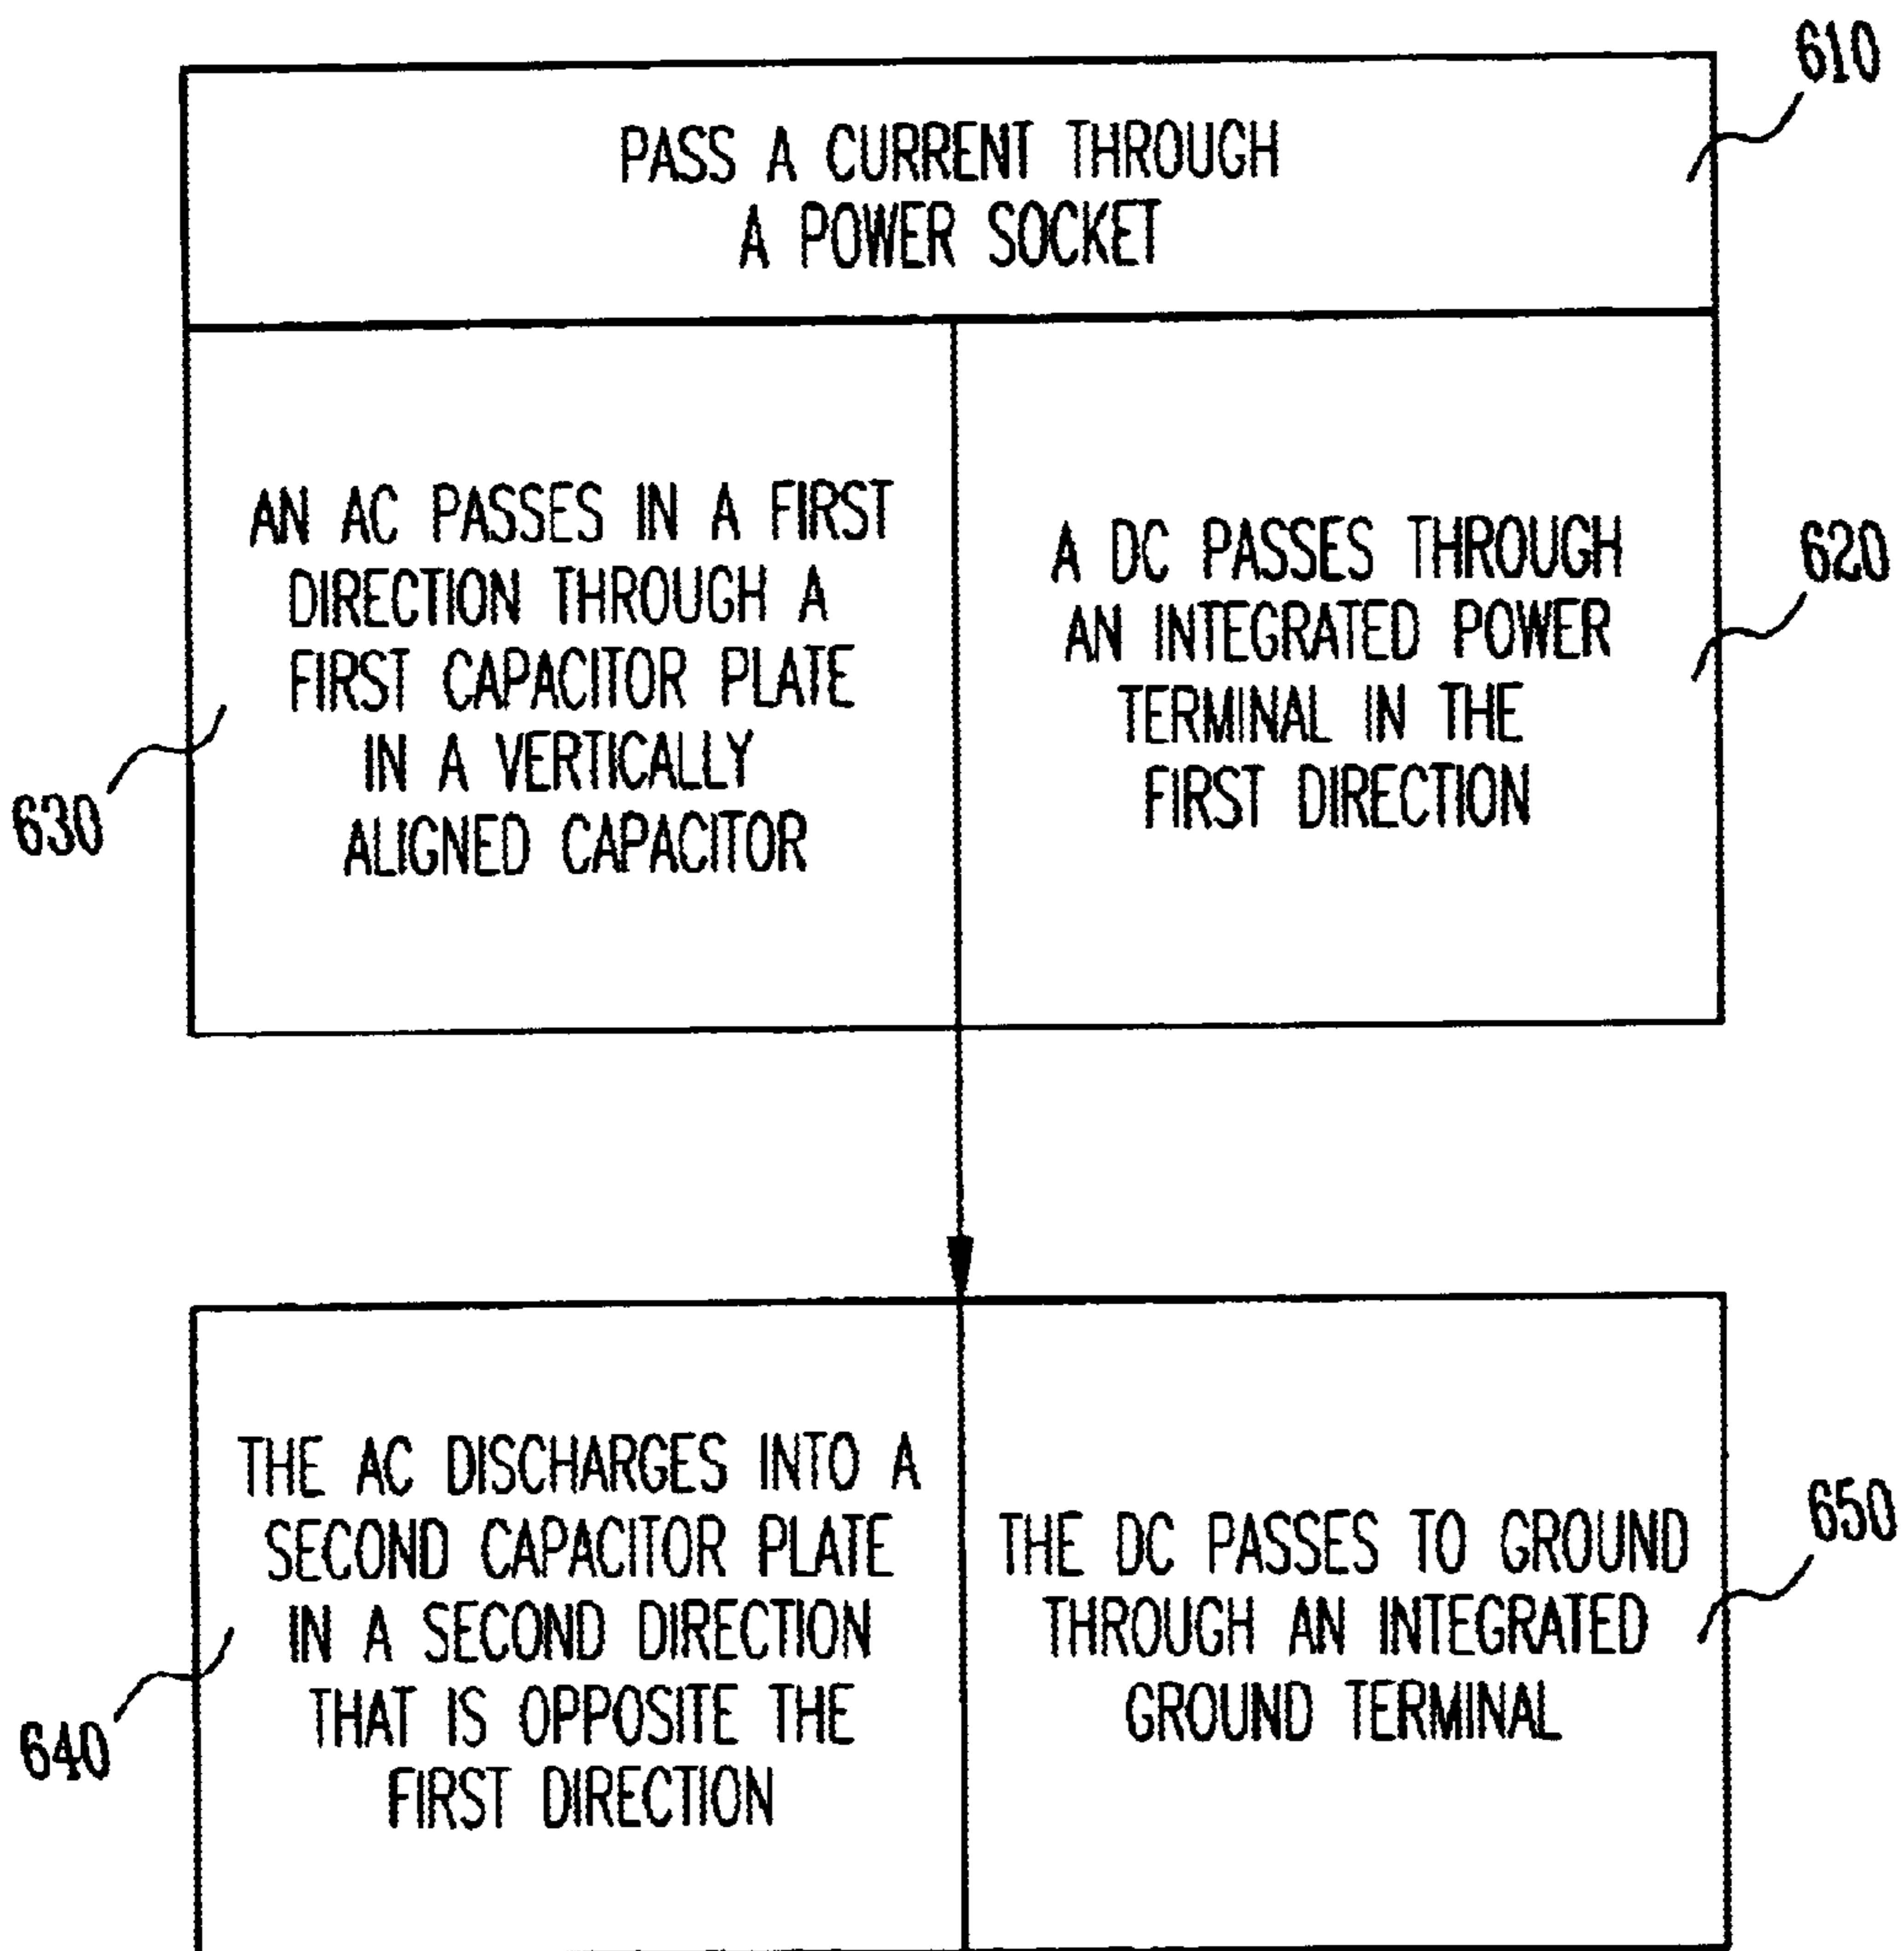 610
PASS A CURRENT THROUGH
A POWER SOCKET
AN AC PASSES IN A FIRST
DIRECTION THROUGH A
FIRST CAPACITOR PLATE
IN A VERTICALLY
ALIGNED CAPACITOR
630
A DC PASSES THROUGH
AN INTEGRATED POWER
TERMINAL IN THE
FIRST DIRECTION
620
THE AC DISCHARGES INTO A
SECOND CAPACITOR PLATE
IN A SECOND DIRECTION
THAT IS OPPOSITE THE
FIRST DIRECTION
640
THE DC PASSES TO GROUND
THROUGH AN INTEGRATED
GROUND TERMINAL
650